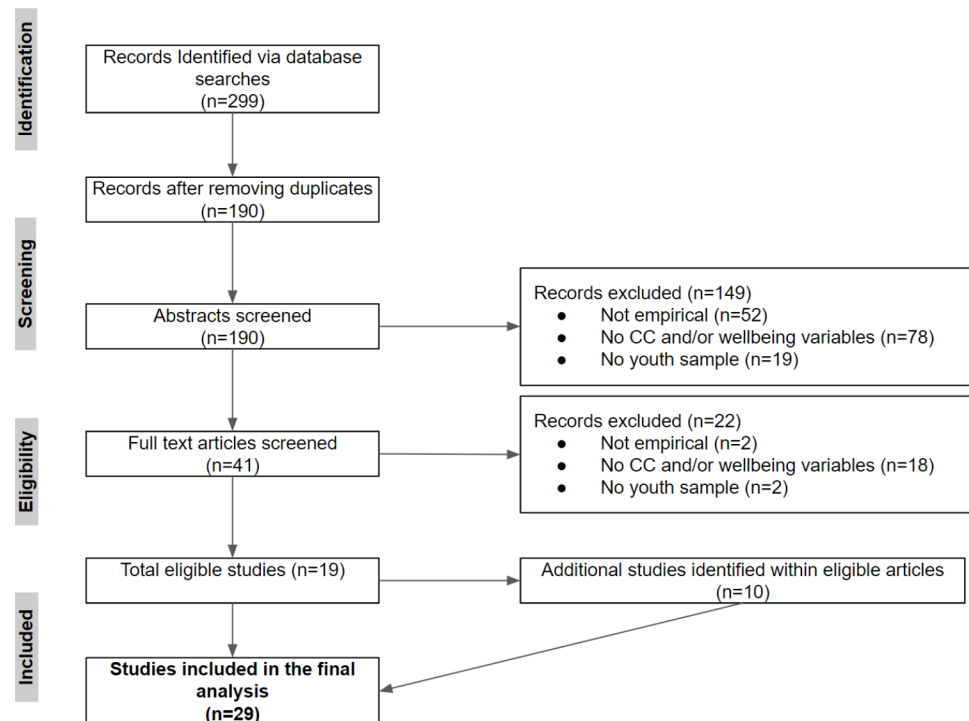 Identification
Records Identified via database
searches
(n=299)
Records after removing duplicates
(n=190)
Screening
Abstracts screened
(n=190)
Records excluded (n=149)
● Not empirical (n=52)
● No CC and/or wellbeing variables (n=78)
● No youth sample (n=19)
Eligibility
Full text articles screened
(n=41)
Records excluded (n=22)
● Not empirical (n=2)
● No CC and/or wellbeing variables (n=18)
● No youth sample (n=2)
Total eligible studies (n=19)
Additional studies identified within eligible articles
(n=10)
Included
Studies included in the final
analysis
(n=29)